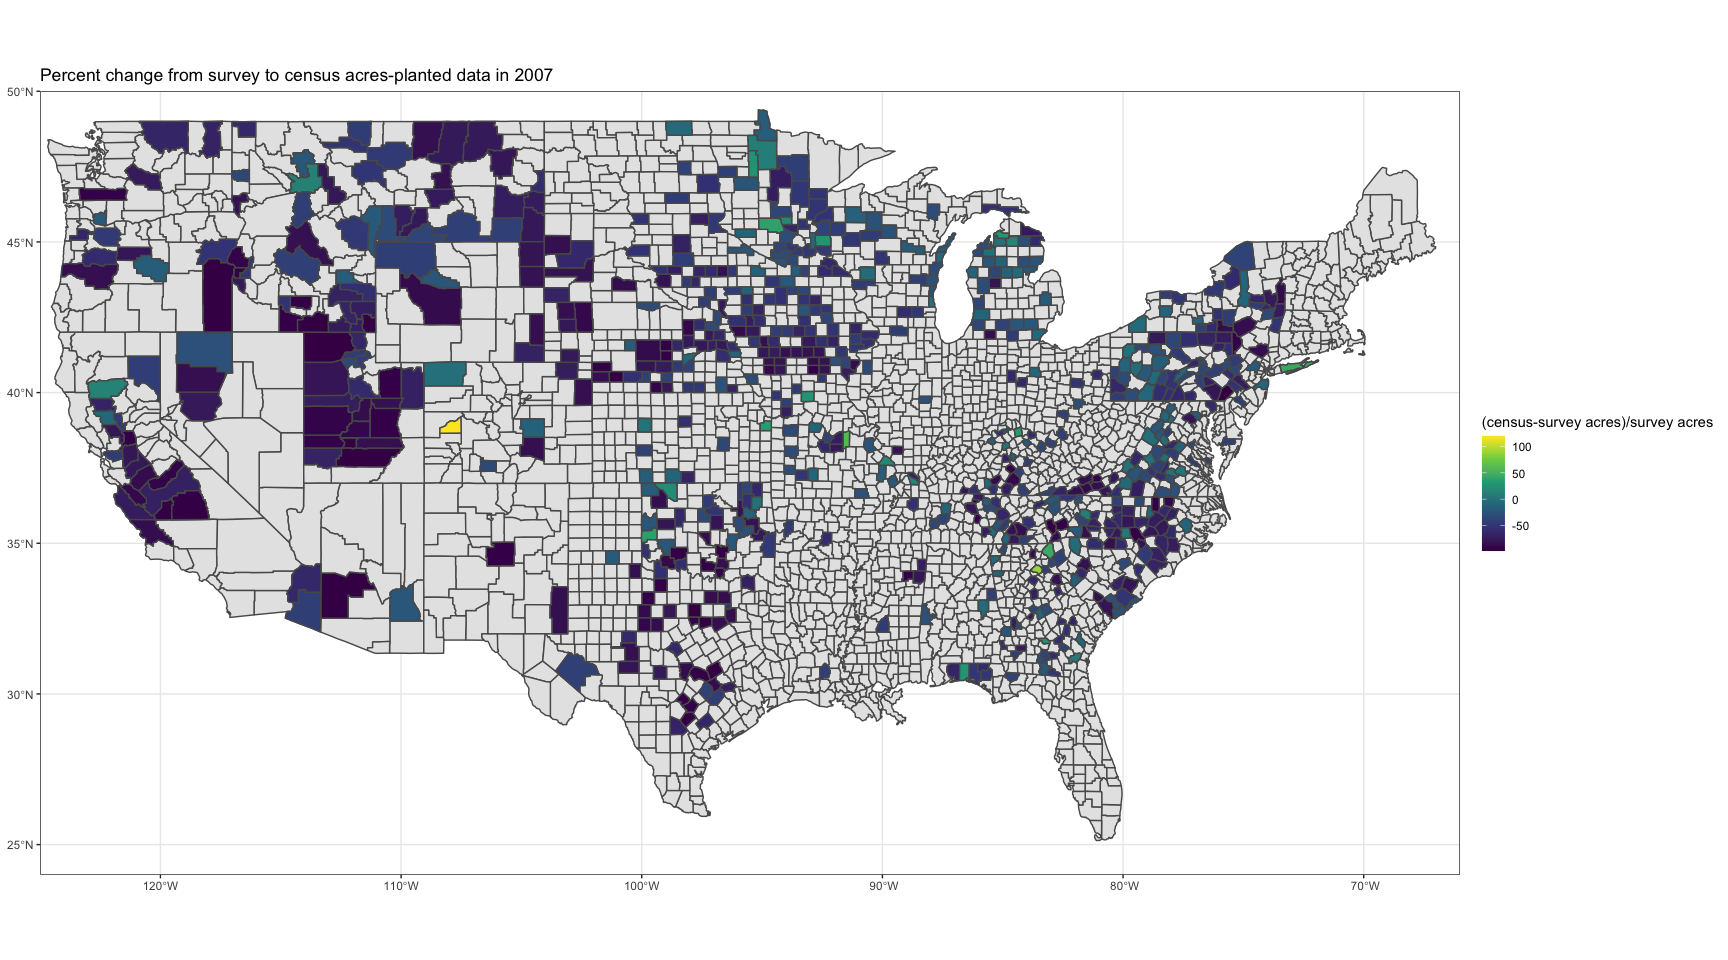 Percent change from survey to census acres-planted data in 2007
50°N
45°N
40°N
35°N
30°N
25°N
120°W
110°W
100°W
90°W
80°W
70°W
(census-survey acres)/survey acres
100
50
0
-50